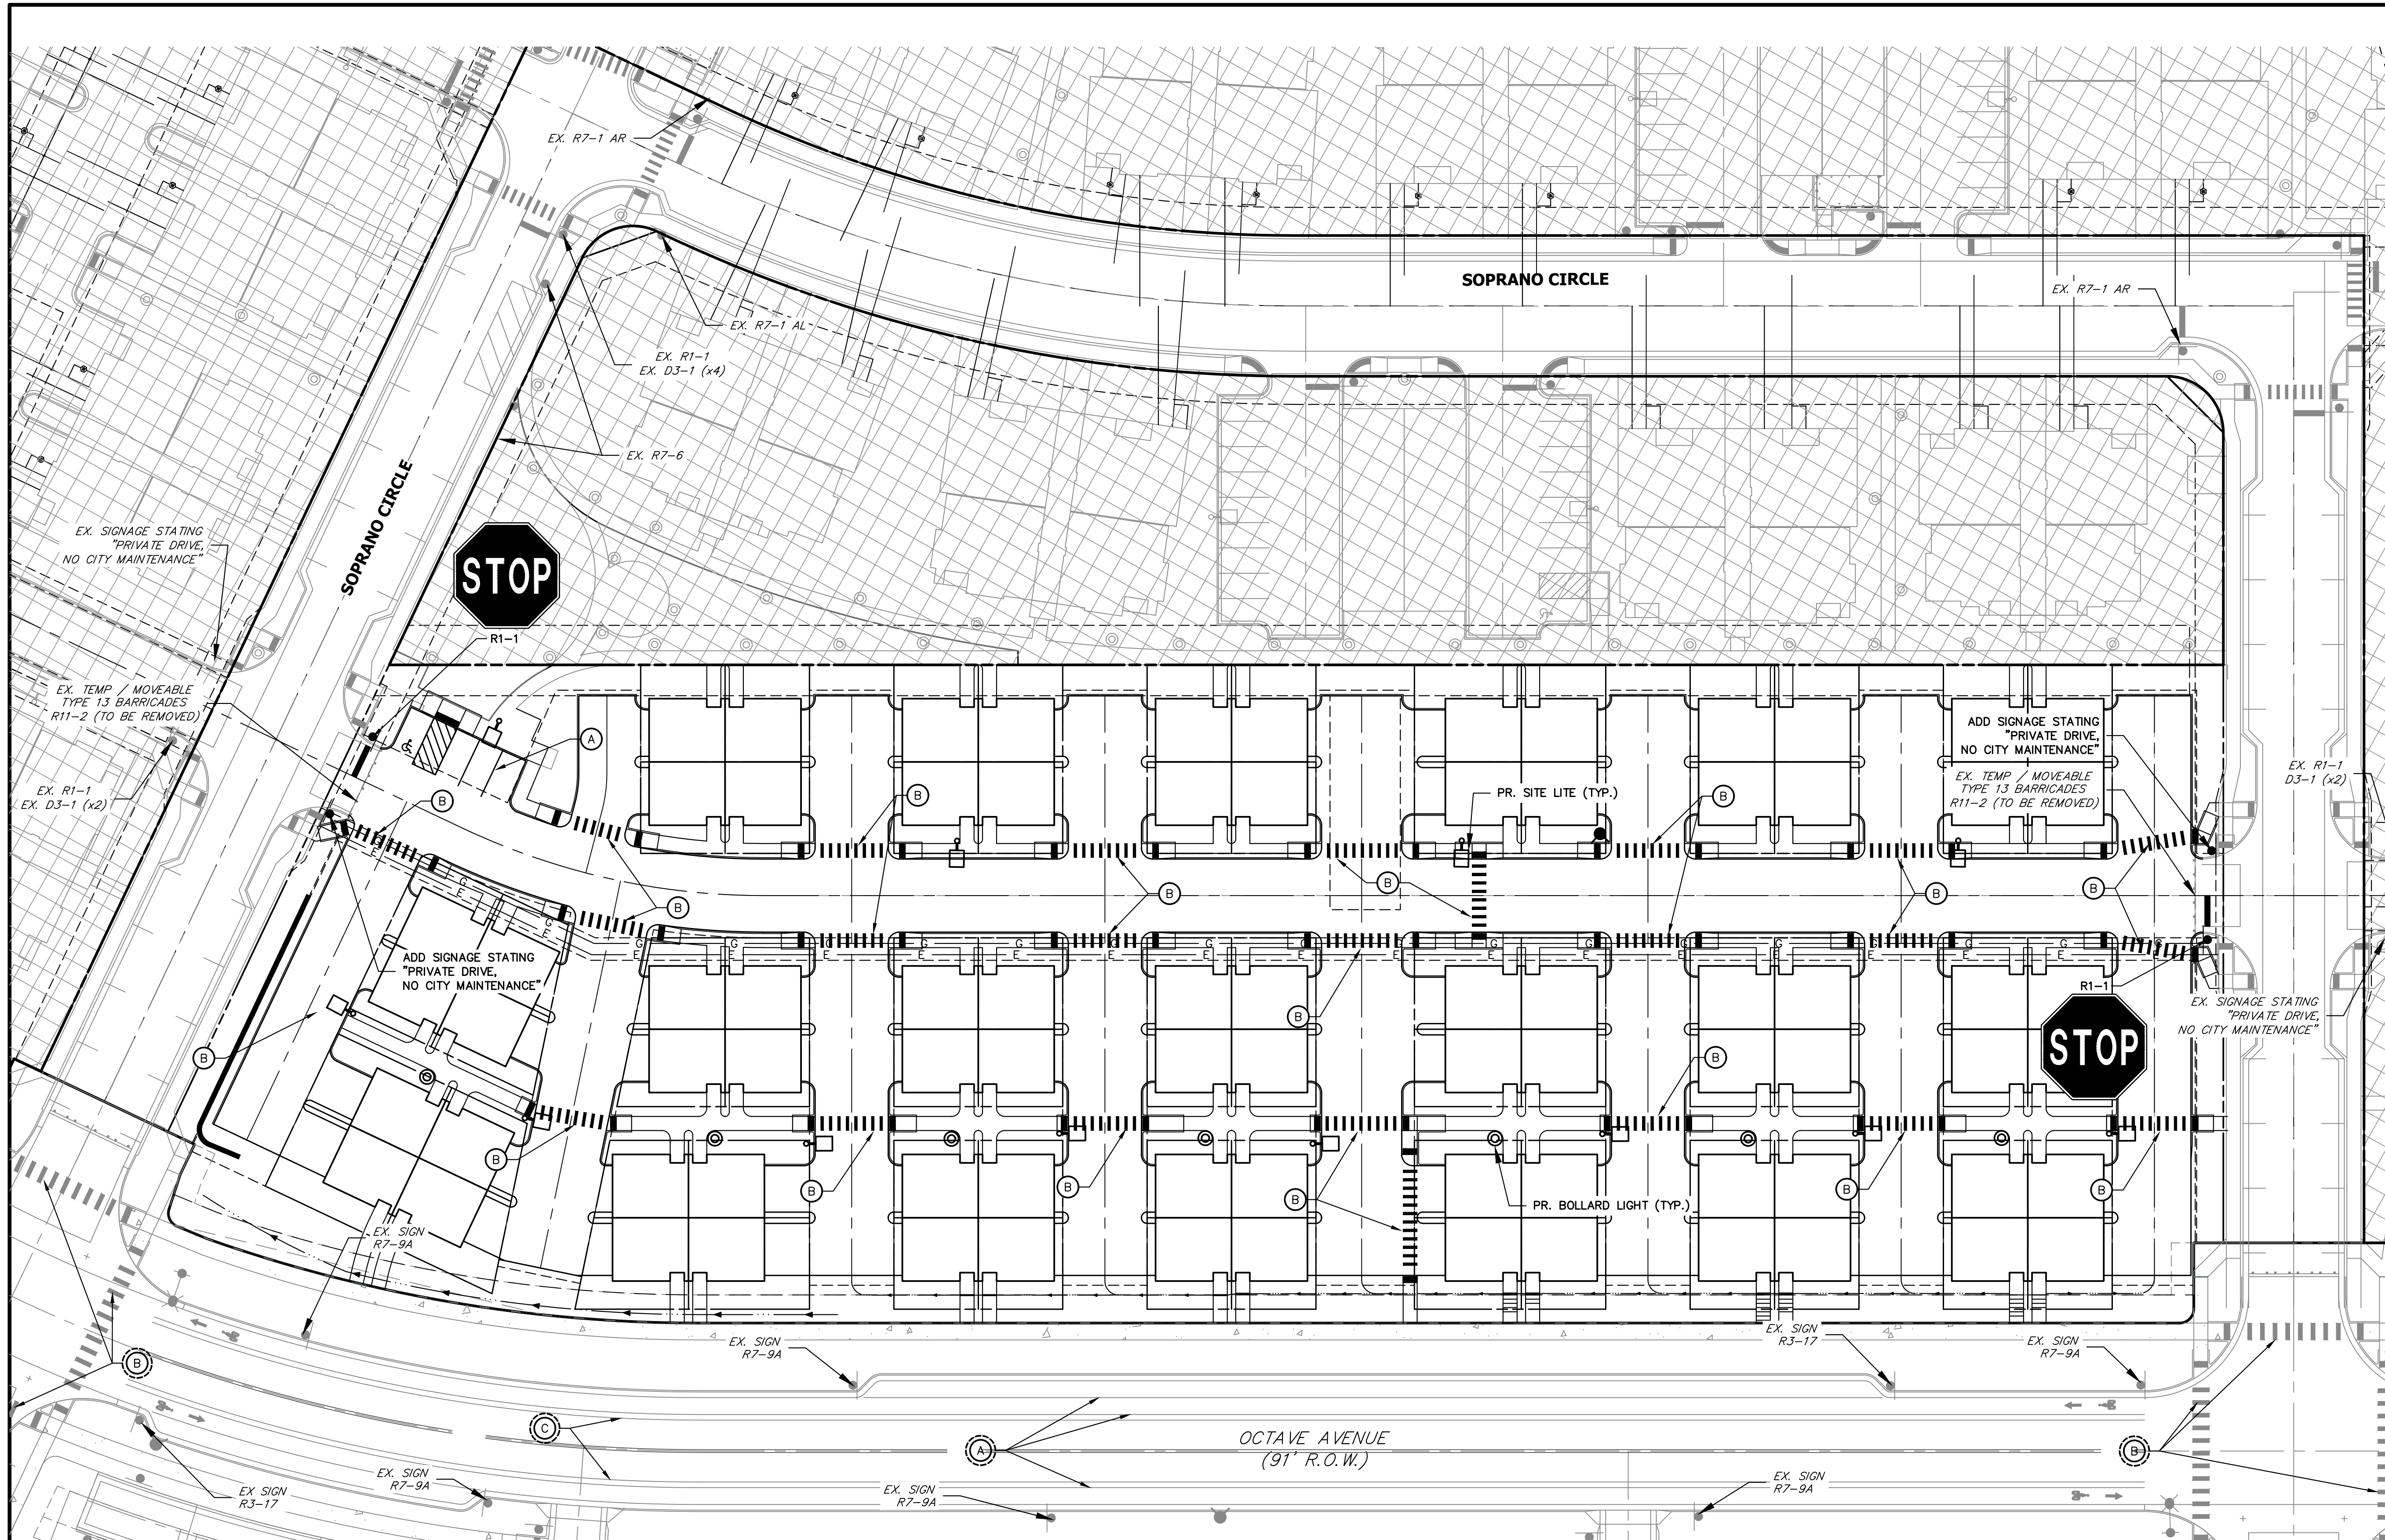 EX. R7-1 AR
SOPRANO CIRCLE
EX. R7-1 AR
EX. R7-1 AL
EX. R1-1
EX. D3-1 (x4)
EX. R7-6
SOPRANO CIRCLE
EX. SIGNAGE STATING
"PRIVATE DRIVE,
NO CITY MAINTENANCE"
STOP
R1-1
EX. TEMP / MOVEABLE
TYPE 13 BARRICADES
R11-2 (TO BE REMOVED)
EX. R1-1
EX. D3-1 (x2)
A
B
B
PR. SITE LITE (TYP.)
B
ADD SIGNAGE STATING
"PRIVATE DRIVE,
NO CITY MAINTENANCE"
EX. TEMP / MOVEABLE
TYPE 13 BARRICADES
R11-2 (TO BE REMOVED)
EX. R1-1
D3-1 (x2)
B
B
B
B
B
G G G G G G G G G G G G G G G G G G
E E E E E E E E E E E E E E E E E
ADD SIGNAGE STATING
"PRIVATE DRIVE,
NO CITY MAINTENANCE"
R1-1
STOP
EX. SIGNAGE STATING
"PRIVATE DRIVE,
NO CITY MAINTENANCE"
B
B
B
B
B
B
B
B
B
PR. BOLLARD LIGHT (TYP.)
EX. SIGN
R7-9A
EX. SIGN
R7-9A
EX. SIGN
R3-17
EX. SIGN
R7-9A
B
C
A
OCTAVE AVENUE
(91' R.O.W.)
B
EX SIGN
R3-17
EX. SIGN
R7-9A
EX. SIGN
R7-9A
EX. SIGN
R7-9A